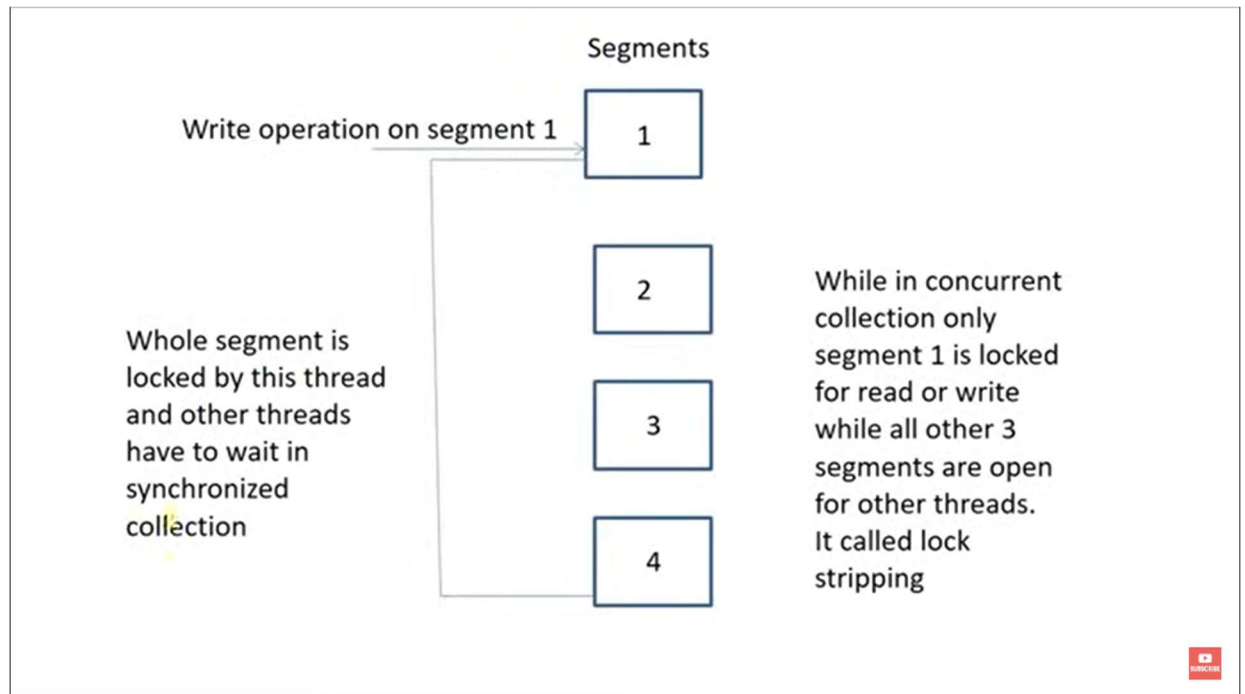 Segments
Write operation on segment 1
1
2
3
4
Whole segment is
locked by this thread
and other threads
have to wait in
synchronized
collection
While in concurrent
collection only
segment 1 is locked
for read or write
while all other 3
segments are open
for other threads.
It called lock
stripping
SUBSCRIBE